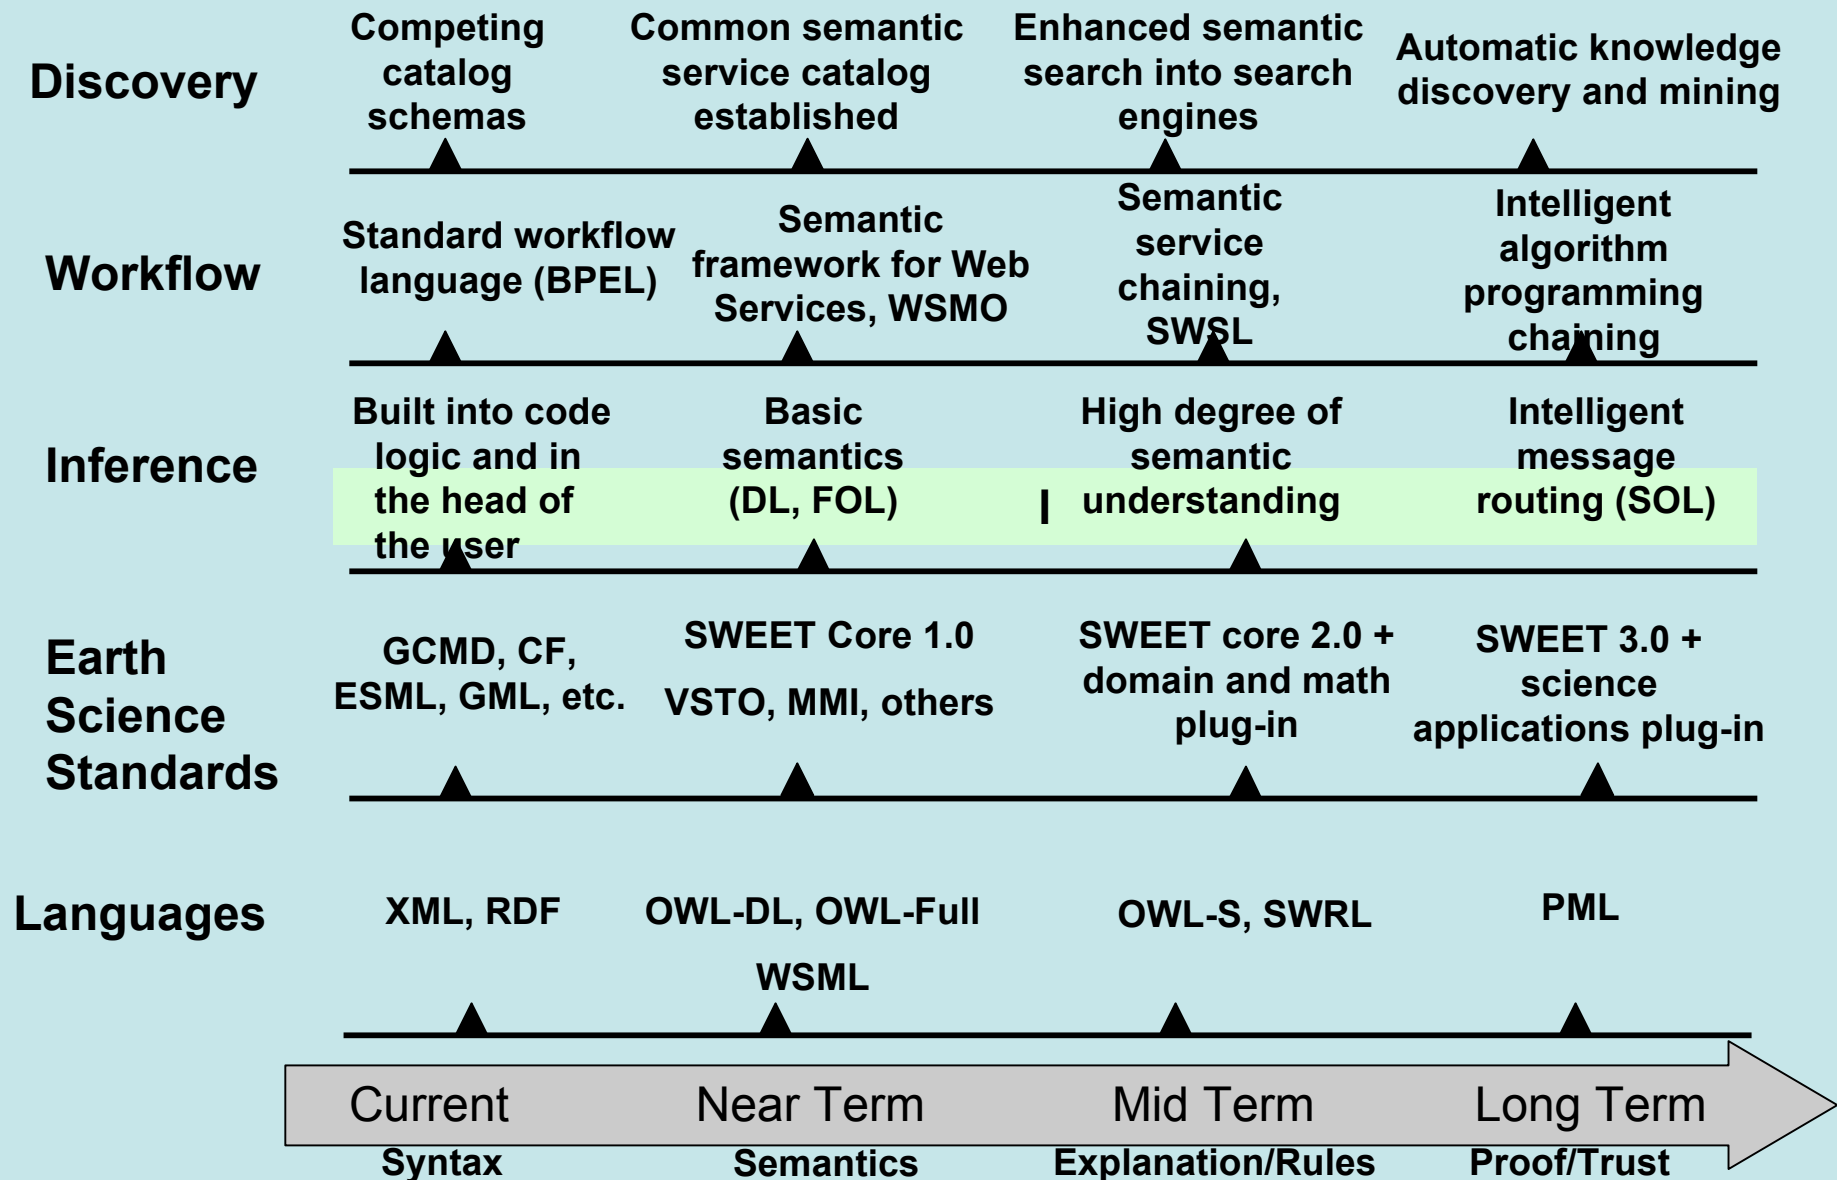 Discovery
Competing
catalog
schemas
Common semantic
service catalog
established
Enhanced semantic
search into search
engines
Automatic knowledge
discovery and mining
Workflow
Standard workflow
language (BPEL)
Semantic
framework for Web
Services, WSMO
Semantic
service
chaining,
SWSL
Intelligent
algorithm
programming
chaining
Inference
Built into code
logic and in
the head of
the user
Basic
semantics
(DL, FOL)
I
High degree of
semantic
understanding
Intelligent
message
routing (SOL)
Earth
Science
Standards
GCMD, CF,
ESML, GML, etc.
SWEET Core 1.0
VSTO, MMI, others
SWEET core 2.0 +
domain and math
plug-in
SWEET 3.0 +
science
applications plug-in
Languages
XML, RDF
OWL-DL, OWL-Full
WSML
OWL-S, SWRL
PML
Current
Near Term
Mid Term
Long Term
Syntax
Semantics
Explanation/Rules
Proof/Trust